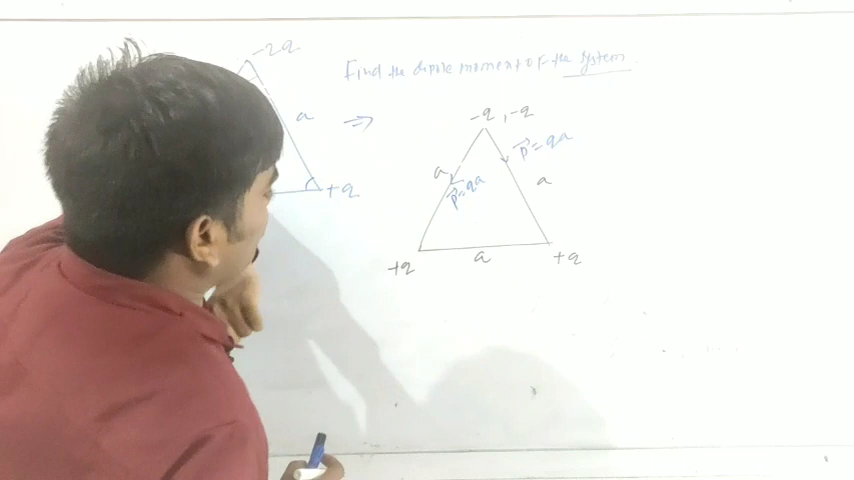 -2q
Find the dipole moment of the system.
a
⇒
-q, -q
p⃗=qa
a
p⃗=qa
a
+q
+q
a
+q